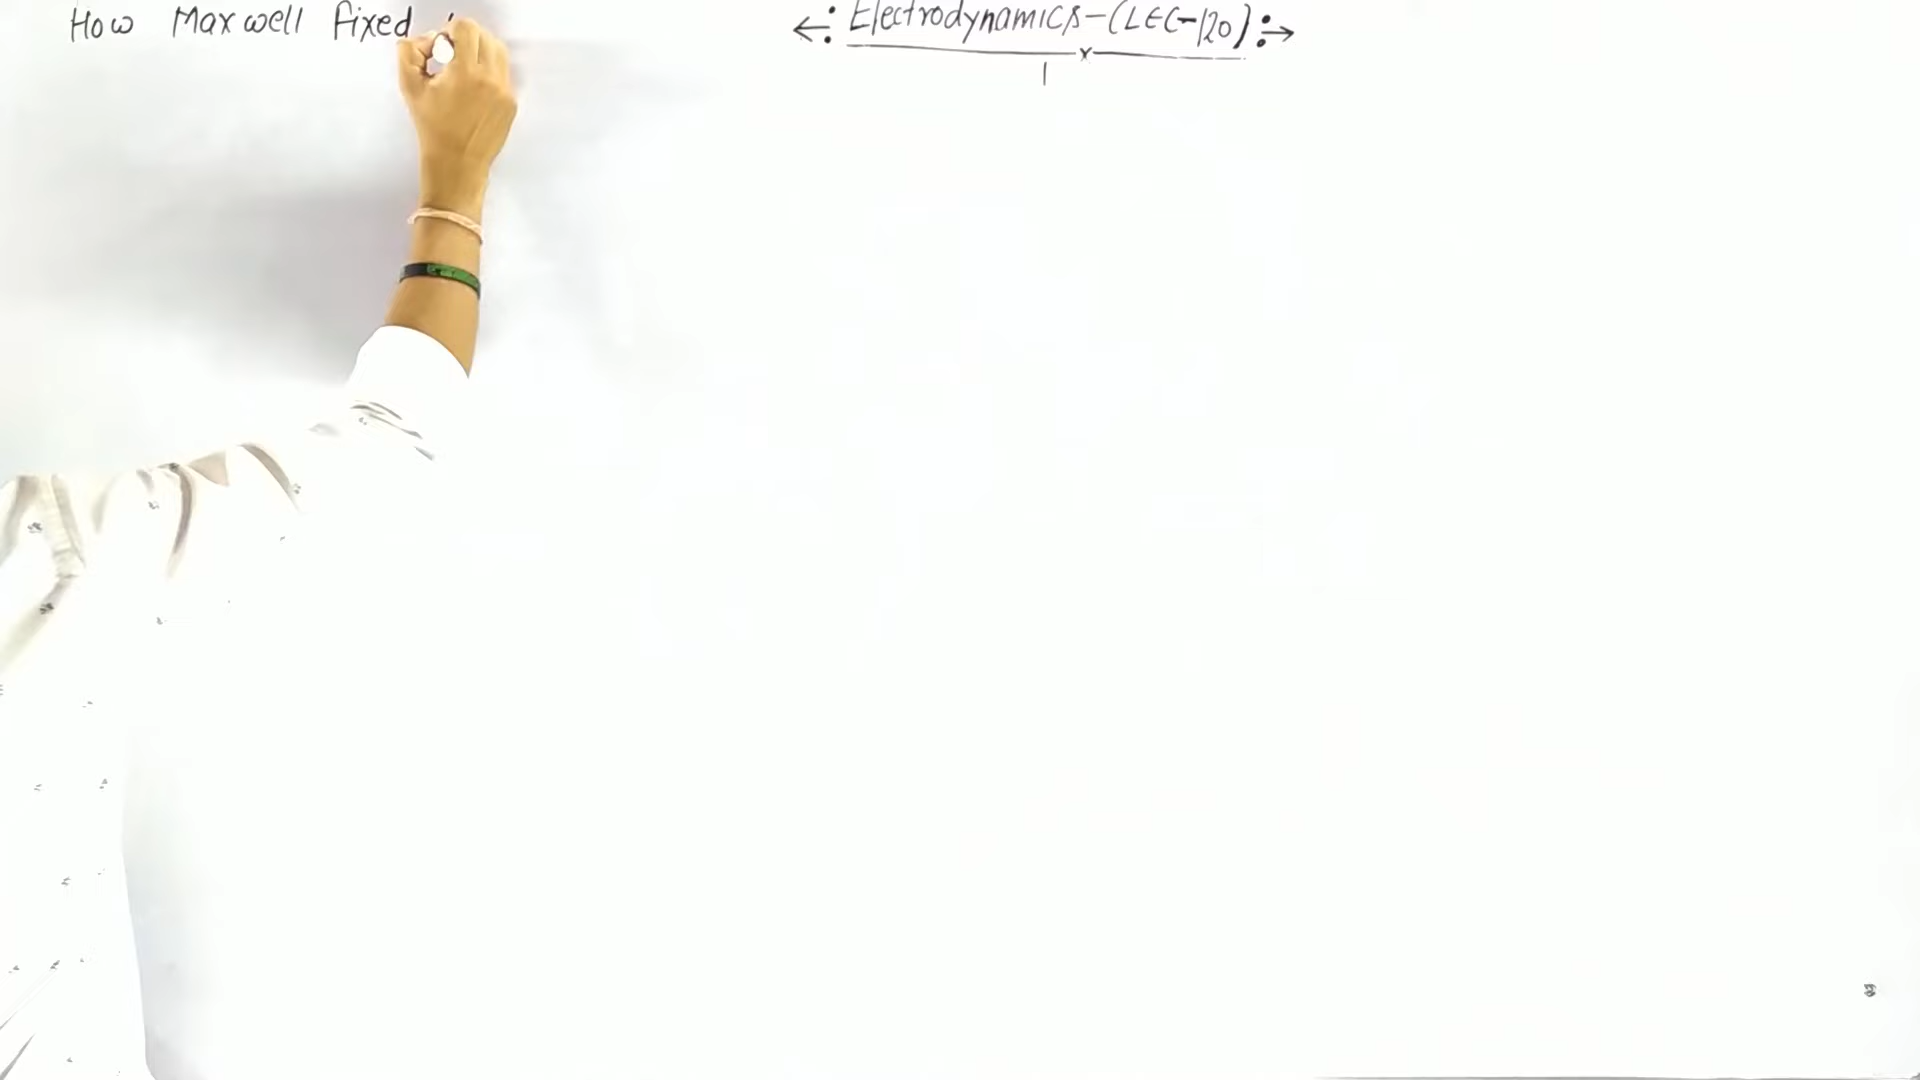 How Maxwell fixed
←: Electrodynamics-(LEC-120) :→